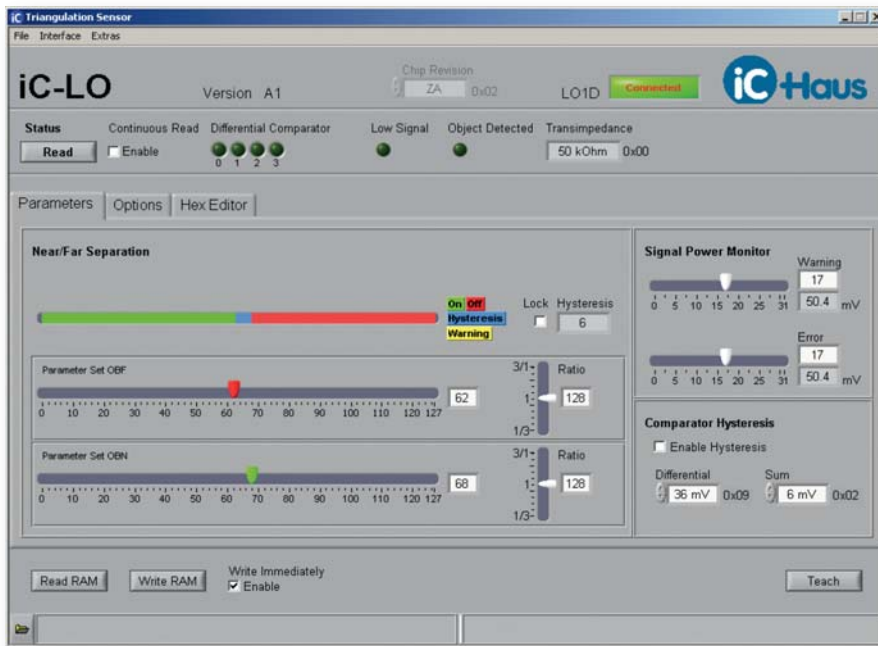 iC Triangulation Sensor
File Interface Extras
iC-LO
Version A1
Chip Revision
ZA 0x02
LO1D
Connected
iC Haus
Status Continuous Read Differential Comparator Low Signal Object Detected Transimpedance
Read Enable 50 kOhm 0x00
0 1 2 3
Parameters Options Hex Editor
Near/Far Separation
On Off
Hysteresis
Warning
Lock Hysteresis
6
Parameter Set OBF
0 10 20 30 40 50 60 70 80 90 100 110 120 127
62
3/1
1
1/3
Ratio
128
Parameter Set OBN
0 10 20 30 40 50 60 70 80 90 100 110 120 127
68
3/1
1
1/3
Ratio
128
Signal Power Monitor
Warning
17
0 5 10 15 20 25 31
50.4 mV
Error
17
0 5 10 15 20 25 31
50.4 mV
Comparator Hysteresis
Enable Hysteresis
Differential Sum
36 mV 0x09 6 mV 0x02
Read RAM Write RAM
Write Immediately
Enable
Teach